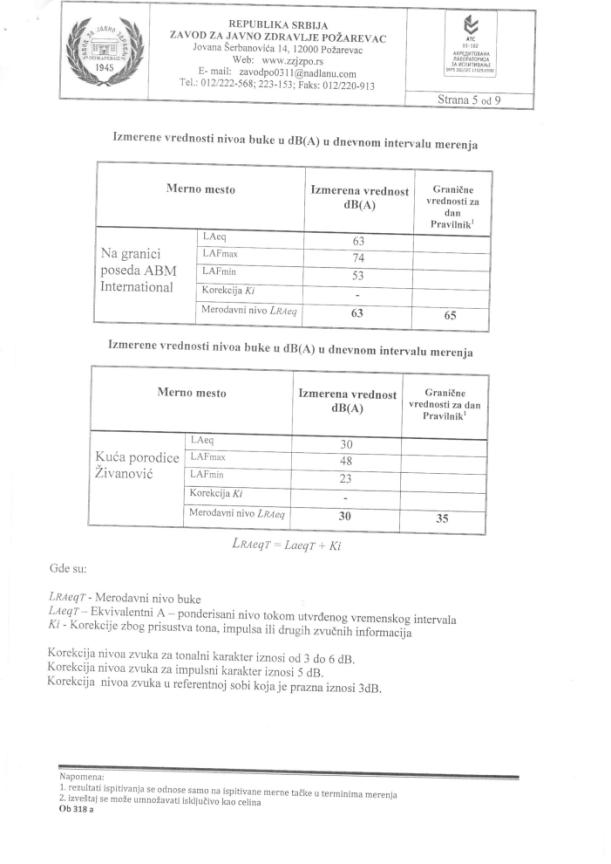 REPUBLIKA SRBIJA
ZAVOD ZA JAVNO ZDRAVLJE POŽAREVAC
Jovana Šerbanovića 14, 12000 Požarevac
Web: www.zzjzpo.rs
E- mail: zavodpo0311@nadlanu.com
Tel.: 012/222-568; 223-153; Faks: 012/220-913
1945
АТС
АКРЕДИТОВАНА
ЛАБОРАТОРИЈА
ЗА ИСПИТИВАЊЕ
Strana 5 od 9
Izmerene vrednosti nivoa buke u dB(A) u dnevnom intervalu merenja
Merno mesto
Izmerena vrednost
dB(A)
Granične
vrednosti za
dan
Pravilnik¹
Na granici
poseda ABM
International
LAeq 63
LAFmax 74
LAFmin 53
Korekcija Ki -
Merodavni nivo LRAeq 63 65
Izmerene vrednosti nivoa buke u dB(A) u dnevnom intervalu merenja
Merno mesto
Izmerena vrednost
dB(A)
Granične
vrednosti za dan
Pravilnik¹
Kuća porodice
Živanović
LAeq 30
LAFmax 48
LAFmin 23
Korekcija Ki -
Merodavni nivo LRAeq 30 35
LRAeqT = LaeqT + Ki
Gde su:
LRAeqT - Merodavni nivo buke
LAeqT – Ekvivalentni A – ponderisani nivo tokom utvrđenog vremenskog intervala
Ki - Korekcije zbog prisustva tona, impulsa ili drugih zvučnih informacija
Korekcija nivoa zvuka za tonalni karakter iznosi od 3 do 6 dB.
Korekcija nivoa zvuka za impulsni karakter iznosi 5 dB.
Korekcija nivoa zvuka u referentnoj sobi koja je prazna iznosi 3dB.
Napomena:
1. rezultati ispitivanja se odnose samo na ispitivane merne tačke u terminima merenja
2. izveštaj se može umnožavati isključivo kao celina
Ob 318 a